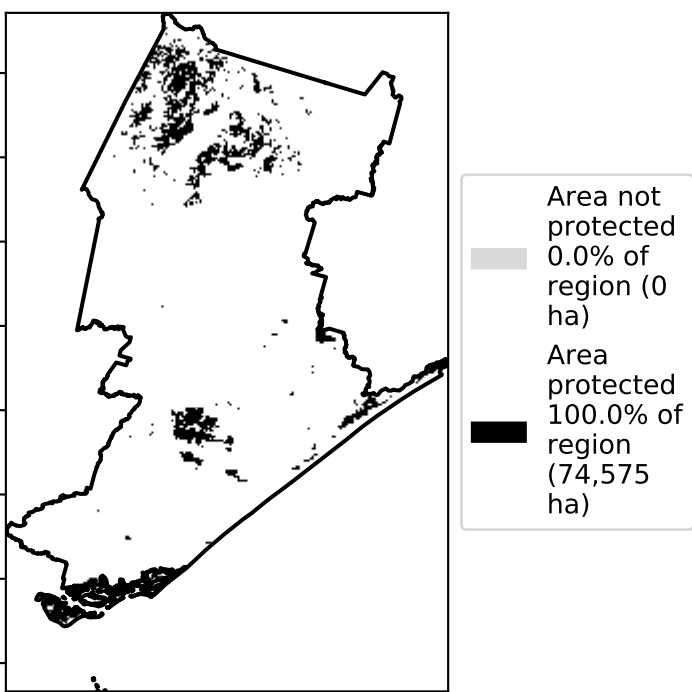 Area not
protected
0.0% of
region (0
ha)
Area
protected
100.0% of
region
(74,575
ha)